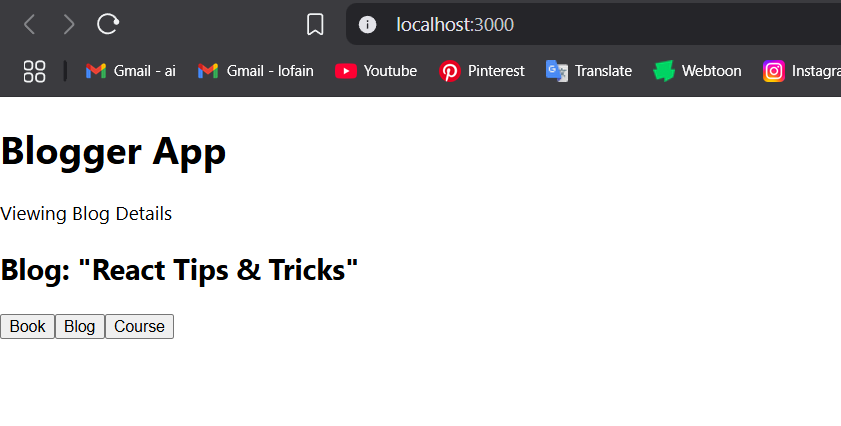 localhost:3000
Gmail - ai Gmail - lofain Youtube Pinterest Translate Webtoon Instagra
Blogger App
Viewing Blog Details
Blog: "React Tips & Tricks"
Book Blog Course